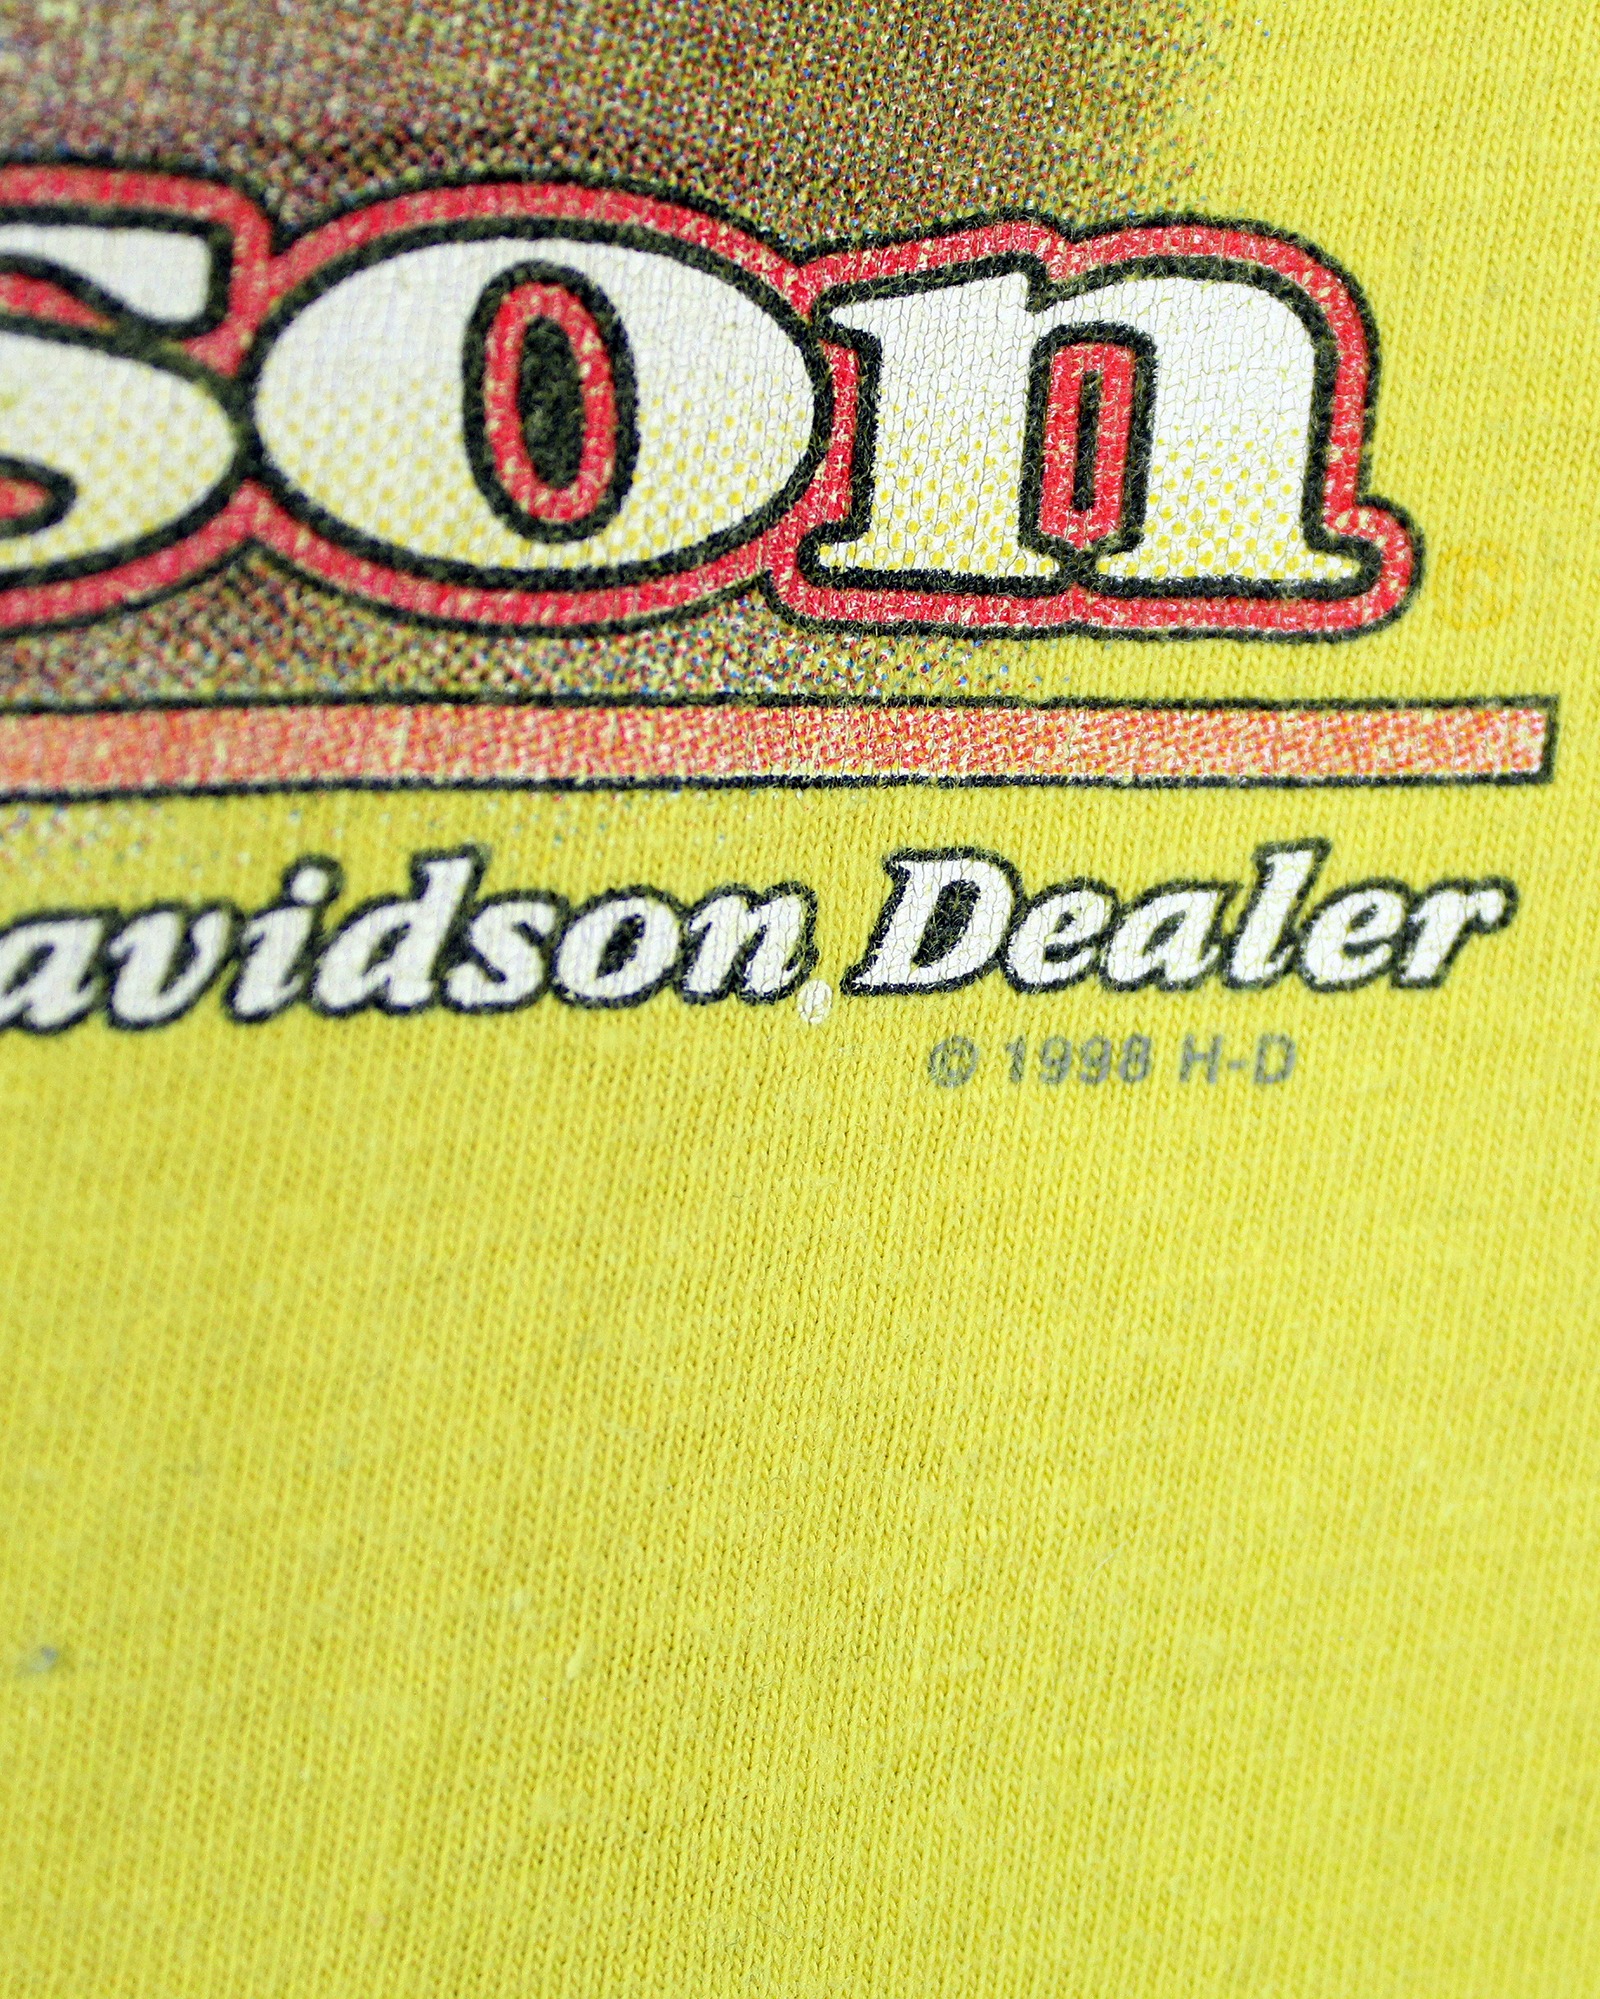 son ®
avidson® Dealer
© 1998 H-D